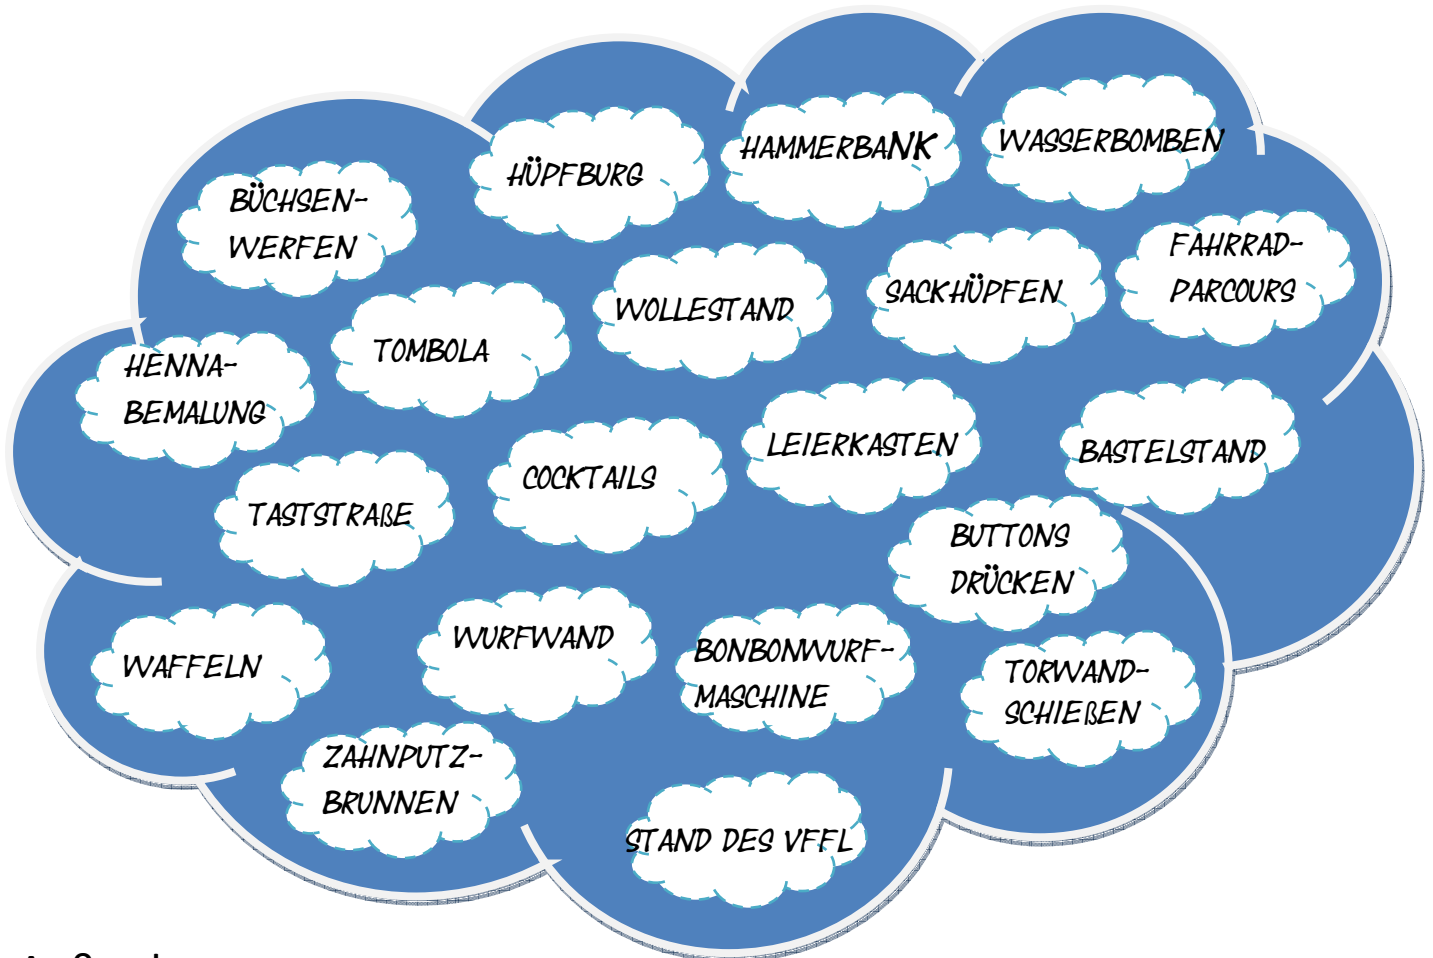 HÜPFBURG
HAMMERBANK
WASSERBOMBEN
BÜCHSEN-
WERFEN
FAHRRAD-
PARCOURS
WOLLESTAND
SACKHÜPFEN
TOMBOLA
HENNA-
BEMALUNG
LEIERKASTEN
BASTELSTAND
COCKTAILS
TASTSTRAßE
BUTTONS
DRÜCKEN
WAFFELN
WURFWAND
BONBONWURF-
MASCHINE
TORWAND-
SCHIEßEN
ZAHNPUTZ-
BRUNNEN
STAND DES VFFL